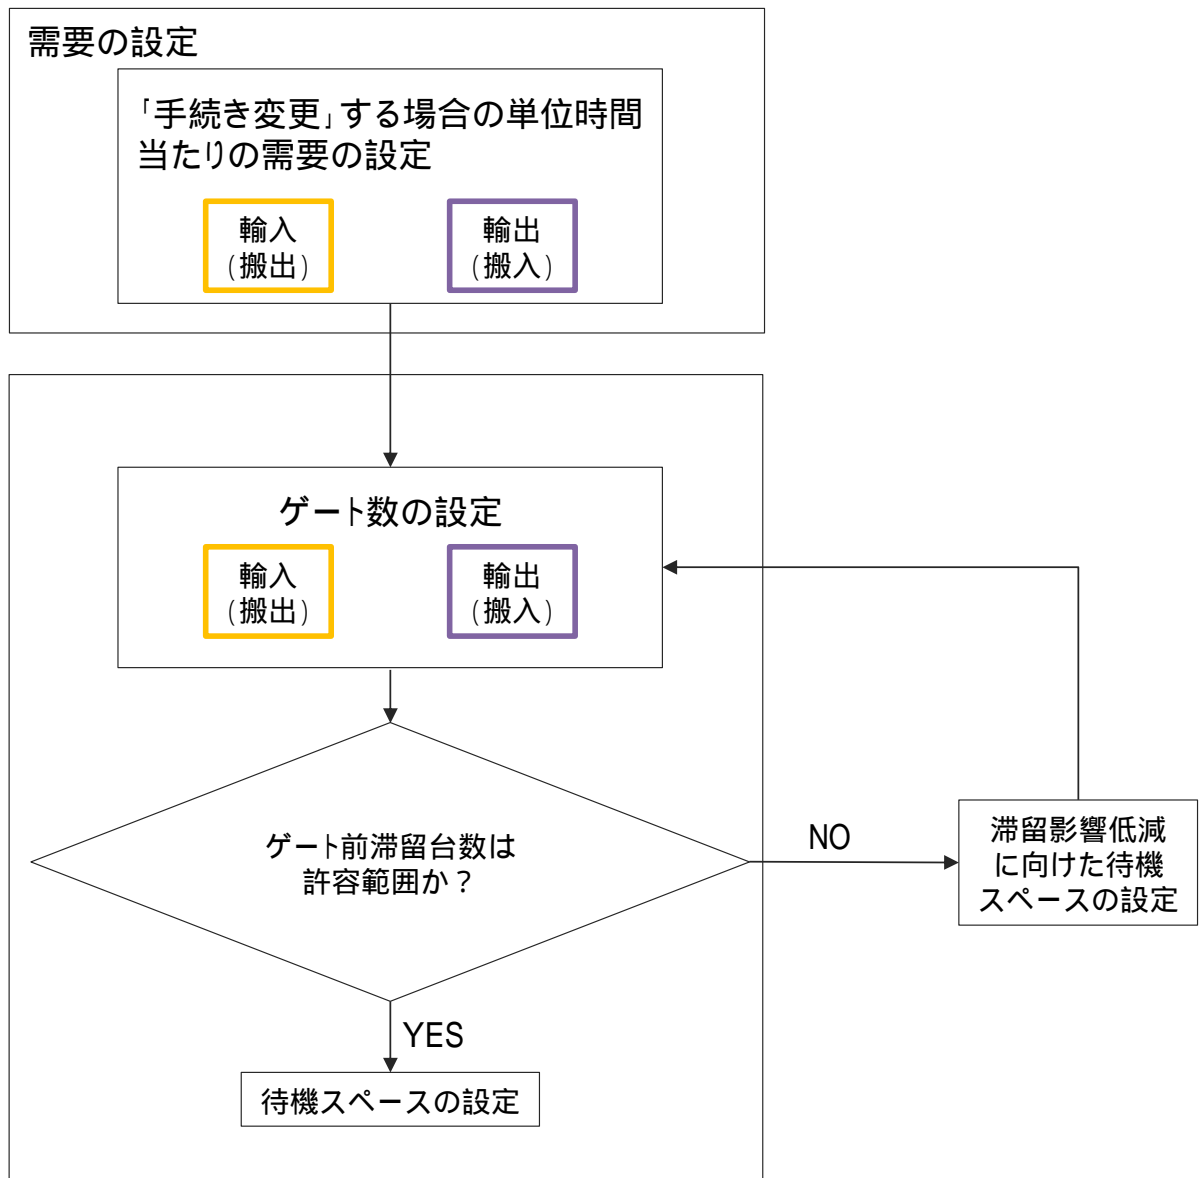 需要の設定
「手続き変更」する場合の単位時間
当たりの需要の設定
輸入
(搬出)
輸出
(搬入)
ゲート数の設定
輸入
(搬出)
輸出
(搬入)
ゲート前滞留台数は
許容範囲か？
NO
滞留影響低減
に向けた待機
スペースの設定
YES
待機スペースの設定